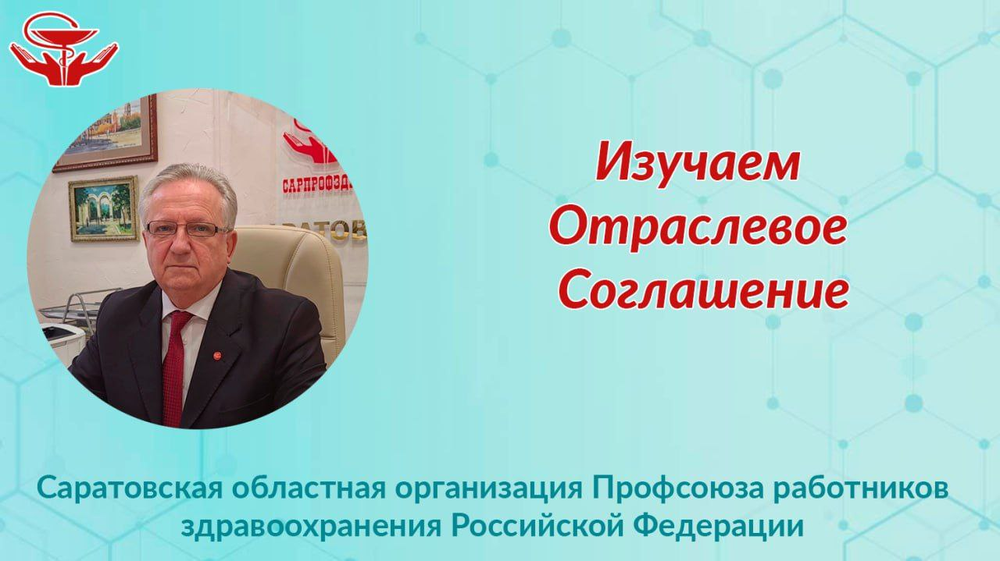 Изучаем
Отраслевое
Соглашение
Саратовская областная организация Профсоюза работников
здравоохранения Российской Федерации